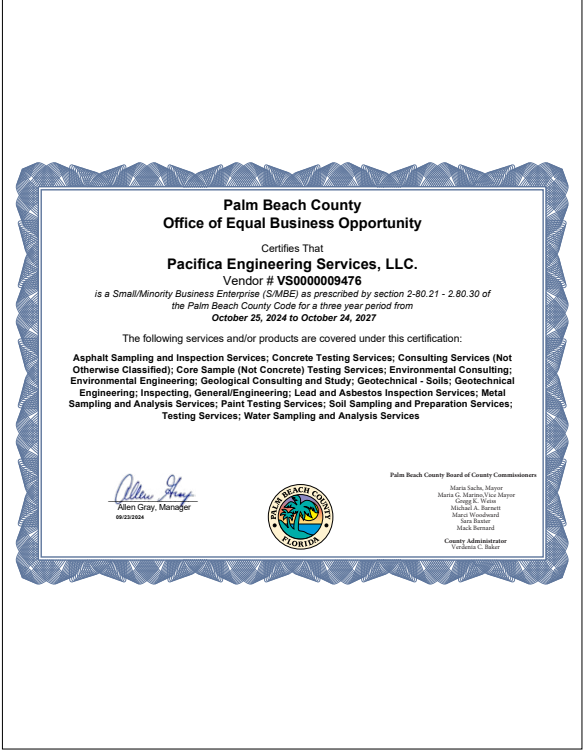 Palm Beach County
Office of Equal Business Opportunity
Certifies That
Pacifica Engineering Services, LLC.
Vendor # VS0000009476
is a Small/Minority Business Enterprise (S/MBE) as prescribed by section 2-80.21 - 2.80.30 of
the Palm Beach County Code for a three year period from
October 25, 2024 to October 24, 2027
The following services and/or products are covered under this certification:
Asphalt Sampling and Inspection Services; Concrete Testing Services; Consulting Services (Not
Otherwise Classified); Core Sample (Not Concrete) Testing Services; Environmental Consulting;
Environmental Engineering; Geological Consulting and Study; Geotechnical - Soils; Geotechnical
Engineering; Inspecting, General/Engineering; Lead and Asbestos Inspection Services; Metal
Sampling and Analysis Services; Paint Testing Services; Soil Sampling and Preparation Services;
Testing Services; Water Sampling and Analysis Services
Allen Gray
Allen Gray, Manager
09/23/2024
PALM BEACH COUNTY
FLORIDA
Palm Beach County Board of County Commissioners
Maria Sachs, Mayor
Maria G. Marino,Vice Mayor
Gregg K. Weiss
Michael A. Barnett
Marci Woodward
Sara Baxter
Mack Bernard
County Administrator
Verdenia C. Baker